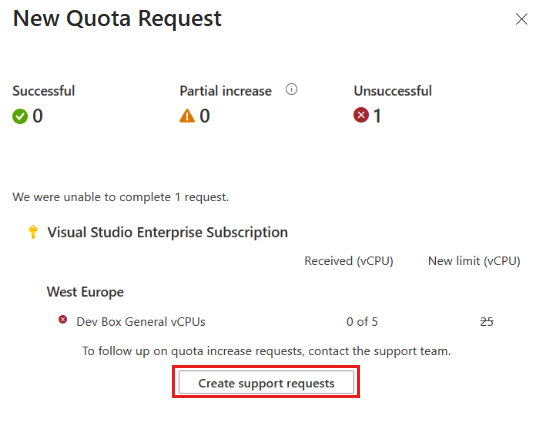 New Quota Request
Successful Partial increase Unsuccessful
0 0 1
We were unable to complete 1 request.
Visual Studio Enterprise Subscription
Received (vCPU) New limit (vCPU)
West Europe
Dev Box General vCPUs 0 of 5 25
To follow up on quota increase requests, contact the support team.
Create support requests